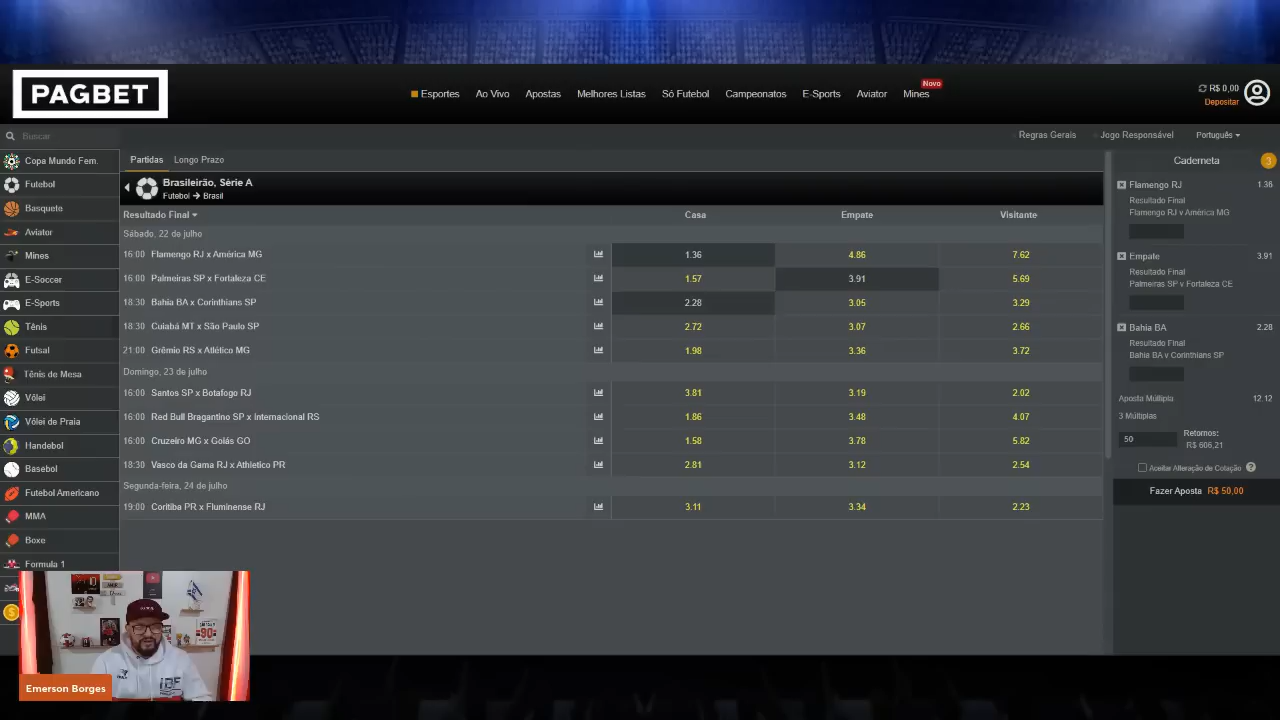 PAGBET
Esportes Ao Vivo Apostas Melhores Listas Só Futebol Campeonatos E-Sports Aviator Mines Novo
R$ 0,00
Depositar
Buscar
Regras Gerais Jogo Responsável Português
Copa Mundo Fem.
Futebol
Basquete
Aviator
Mines
E-Soccer
E-Sports
Tênis
Futsal
Tênis de Mesa
Vôlei
Vôlei de Praia
Handebol
Basebol
Futebol Americano
MMA
Boxe
Formula 1
Partidas Longo Prazo
Brasileirão, Série A
Futebol → Brasil
Resultado Final Casa Empate Visitante
Sábado, 22 de julho
16:00 Flamengo RJ x América MG 1.36 4.86 7.62
16:00 Palmeiras SP x Fortaleza CE 1.57 3.91 5.69
18:30 Bahia BA x Corinthians SP 2.28 3.05 3.29
18:30 Cuiabá MT x São Paulo SP 2.72 3.07 2.66
21:00 Grêmio RS x Atlético MG 1.98 3.36 3.72
Domingo, 23 de julho
16:00 Santos SP x Botafogo RJ 3.81 3.19 2.02
16:00 Red Bull Bragantino SP x Internacional RS 1.86 3.48 4.07
16:00 Cruzeiro MG x Goiás GO 1.58 3.78 5.82
18:30 Vasco da Gama RJ x Athletico PR 2.81 3.12 2.54
Segunda-feira, 24 de julho
19:00 Coritiba PR x Fluminense RJ 3.11 3.34 2.23
Caderneta 3
Flamengo RJ 1.36
Resultado Final
Flamengo RJ v América MG
Empate 3.91
Resultado Final
Palmeiras SP v Fortaleza CE
Bahia BA 2.28
Resultado Final
Bahia BA v Corinthians SP
Aposta Múltipla 12.12
3 Múltiplas
50
Retornos:
R$ 606,21
Aceitar Alteração de Cotação ?
Fazer Aposta R$ 50,00
Emerson Borges